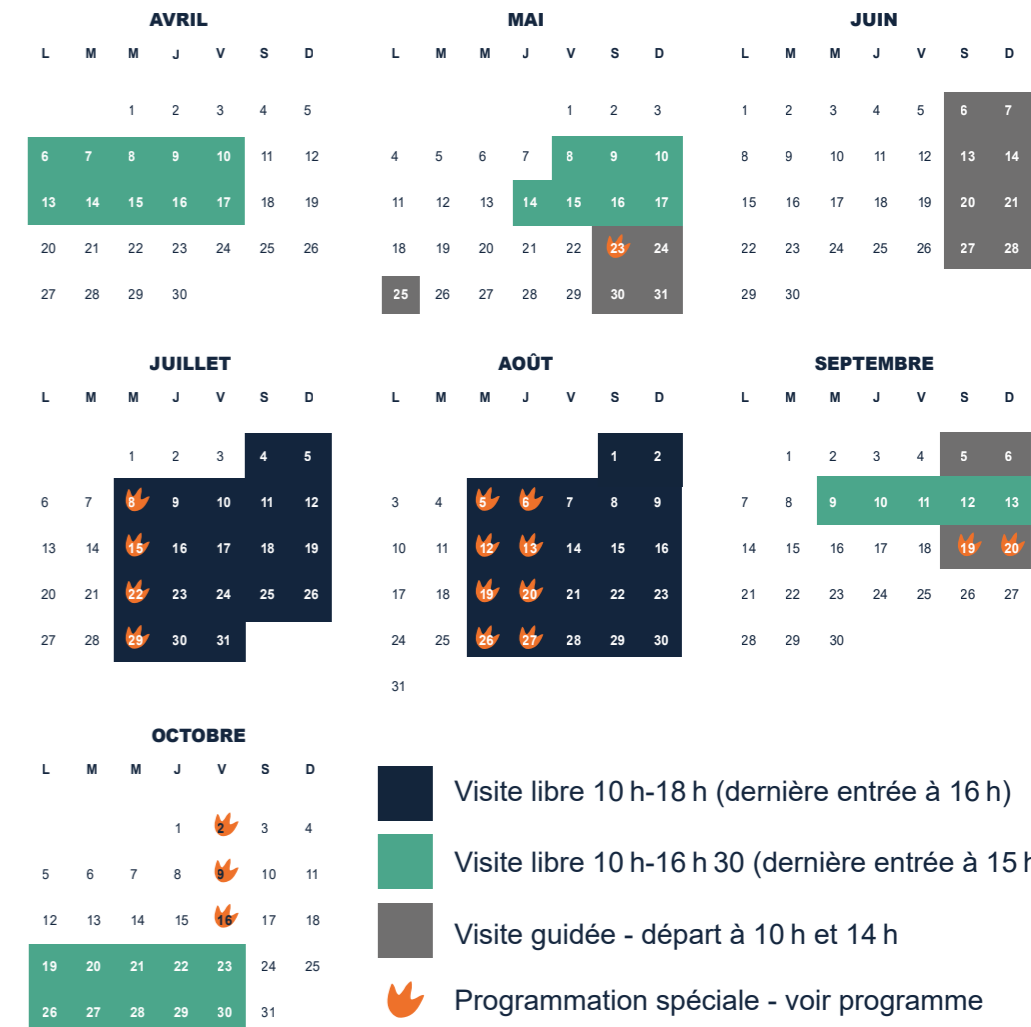 AVRIL
L M M J V S D
1 2 3 4 5
6 7 8 9 10 11 12
13 14 15 16 17 18 19
20 21 22 23 24 25 26
27 28 29 30
MAI
L M M J V S D
1 2 3
4 5 6 7 8 9 10
11 12 13 14 15 16 17
18 19 20 21 22 23 24
25 26 27 28 29 30 31
JUIN
L M M J V S D
1 2 3 4 5 6 7
8 9 10 11 12 13 14
15 16 17 18 19 20 21
22 23 24 25 26 27 28
29 30
JUILLET
L M M J V S D
1 2 3 4 5
6 7 8 9 10 11 12
13 14 15 16 17 18 19
20 21 22 23 24 25 26
27 28 29 30 31
AOÛT
L M M J V S D
1 2
3 4 5 6 7 8 9
10 11 12 13 14 15 16
17 18 19 20 21 22 23
24 25 26 27 28 29 30
31
SEPTEMBRE
L M M J V S D
1 2 3 4 5 6
7 8 9 10 11 12 13
14 15 16 17 18 19 20
21 22 23 24 25 26 27
28 29 30
OCTOBRE
L M M J V S D
1 2 3 4
5 6 7 8 9 10 11
12 13 14 15 16 17 18
19 20 21 22 23 24 25
26 27 28 29 30 31
Visite libre 10 h-18 h (dernière entrée à 16 h)
Visite libre 10 h-16 h 30 (dernière entrée à 15 h
Visite guidée - départ à 10 h et 14 h
Programmation spéciale - voir programme